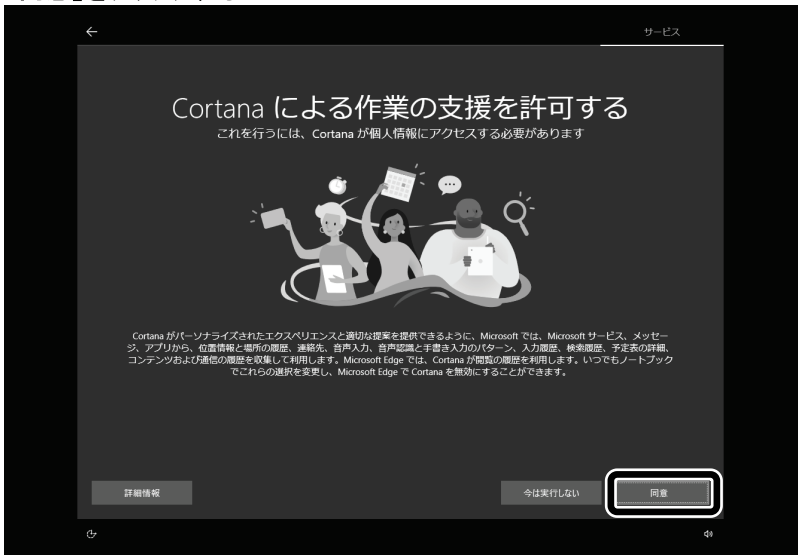 サービス
Cortana による作業の支援を許可する
これを行うには、Cortana が個人情報にアクセスする必要があります
Cortana がパーソナライズされたエクスペリエンスと適切な提案を提供できるように、Microsoft では、Microsoft サービス、メッセー
ジ、アプリから、位置情報と場所の履歴、連絡先、音声入力、音声認識と手書き入力のパターン、入力履歴、検索履歴、予定表の詳細、
コンテンツおよび通信の履歴を収集して利用します。Microsoft Edge では、Cortana が閲覧の履歴を利用します。いつでもノートブック
でこれらの選択を変更し、Microsoft Edge で Cortana を無効にすることができます。
詳細情報
今は実行しない
同意